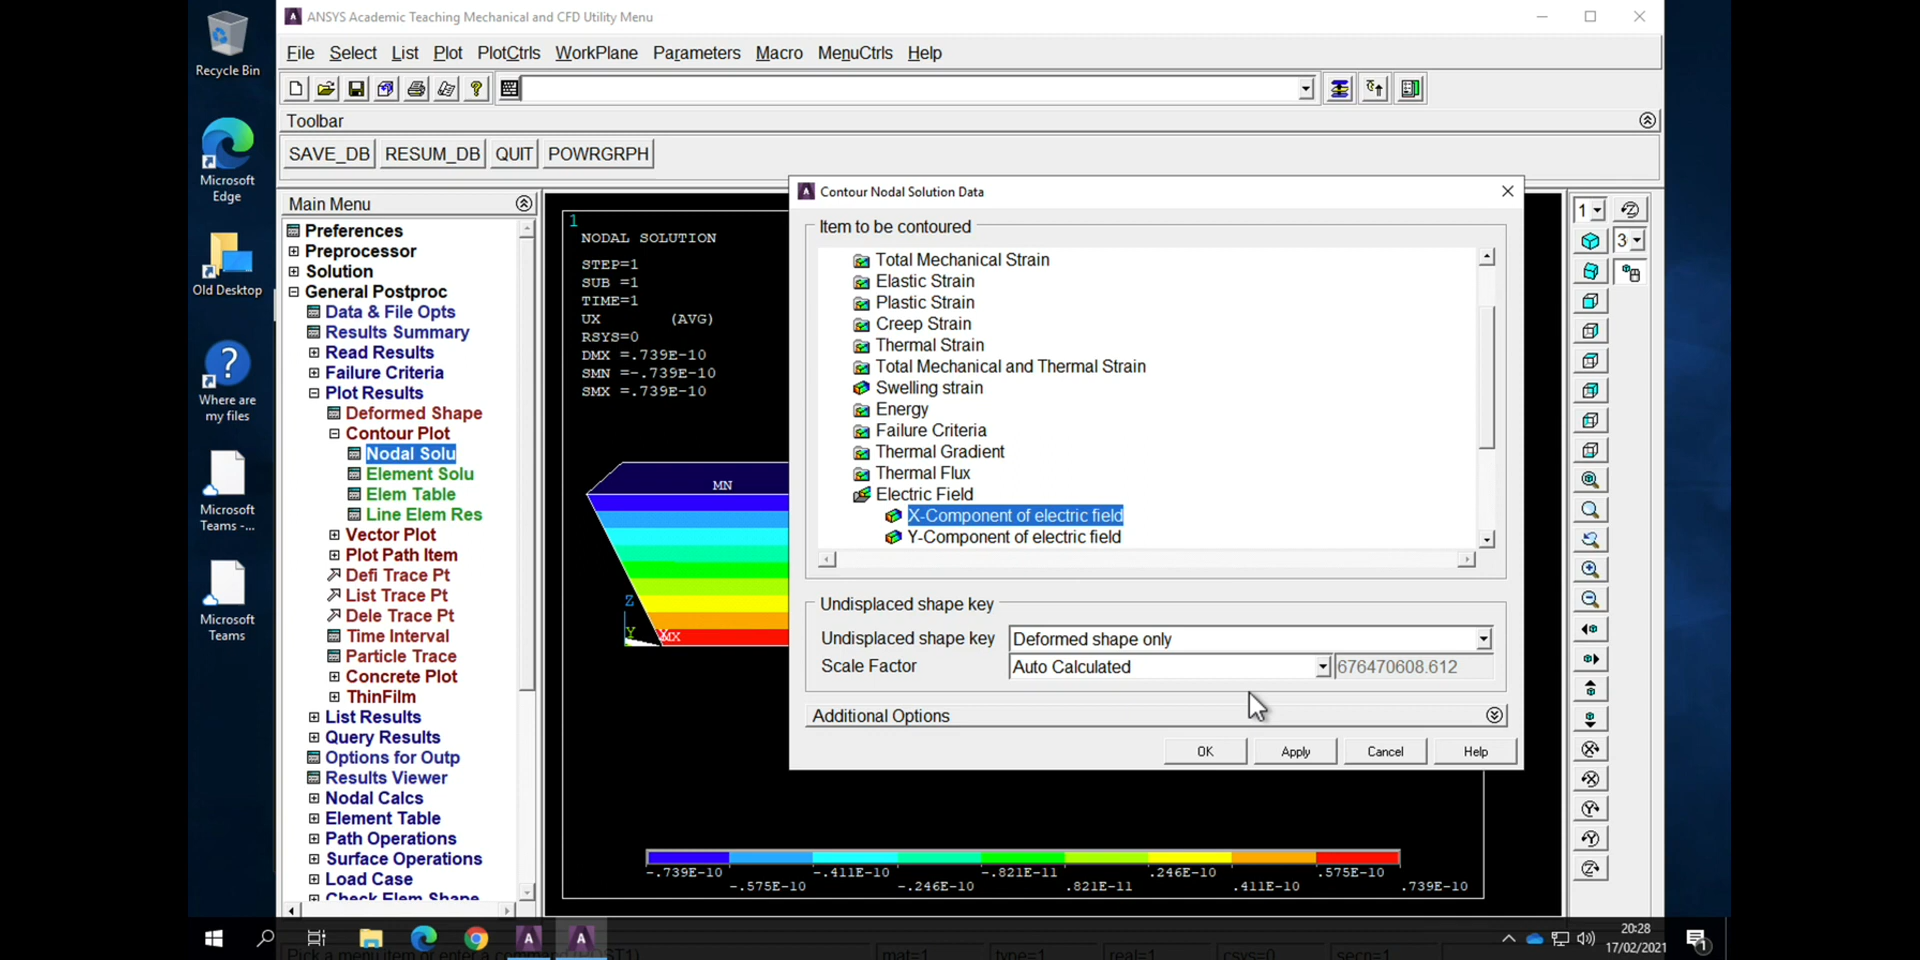 Recycle Bin
Microsoft
Edge
Old Desktop
Where are
my files
Microsoft
Teams -...
Microsoft
Teams
ANSYS Academic Teaching Mechanical and CFD Utility Menu
File Select List Plot PlotCtrls WorkPlane Parameters Macro MenuCtrls Help
Toolbar
SAVE_DB RESUM_DB QUIT POWRGRPH
Main Menu
Preferences
Preprocessor
Solution
General Postproc
Data & File Opts
Results Summary
Read Results
Failure Criteria
Plot Results
Deformed Shape
Contour Plot
Nodal Solu
Element Solu
Elem Table
Line Elem Res
Vector Plot
Plot Path Item
Defi Trace Pt
List Trace Pt
Dele Trace Pt
Time Interval
Particle Trace
Concrete Plot
ThinFilm
List Results
Query Results
Options for Outp
Results Viewer
Nodal Calcs
Element Table
Path Operations
Surface Operations
Load Case
Check Elem Shape
1
NODAL SOLUTION
STEP=1
SUB =1
TIME=1
UX (AVG)
RSYS=0
DMX =.739E-10
SMN =-.739E-10
SMX =.739E-10
MN
Z
Y
MX
-.739E-10 -.411E-10 -.821E-11 .246E-10 .575E-10
-.575E-10 -.246E-10 .821E-11 .411E-10 .739E-10
Contour Nodal Solution Data
Item to be contoured
Total Mechanical Strain
Elastic Strain
Plastic Strain
Creep Strain
Thermal Strain
Total Mechanical and Thermal Strain
Swelling strain
Energy
Failure Criteria
Thermal Gradient
Thermal Flux
Electric Field
X-Component of electric field
Y-Component of electric field
Undisplaced shape key
Undisplaced shape key Deformed shape only
Scale Factor Auto Calculated 676470608.612
Additional Options
OK Apply Cancel Help
1
3
20:28
17/02/2021
1